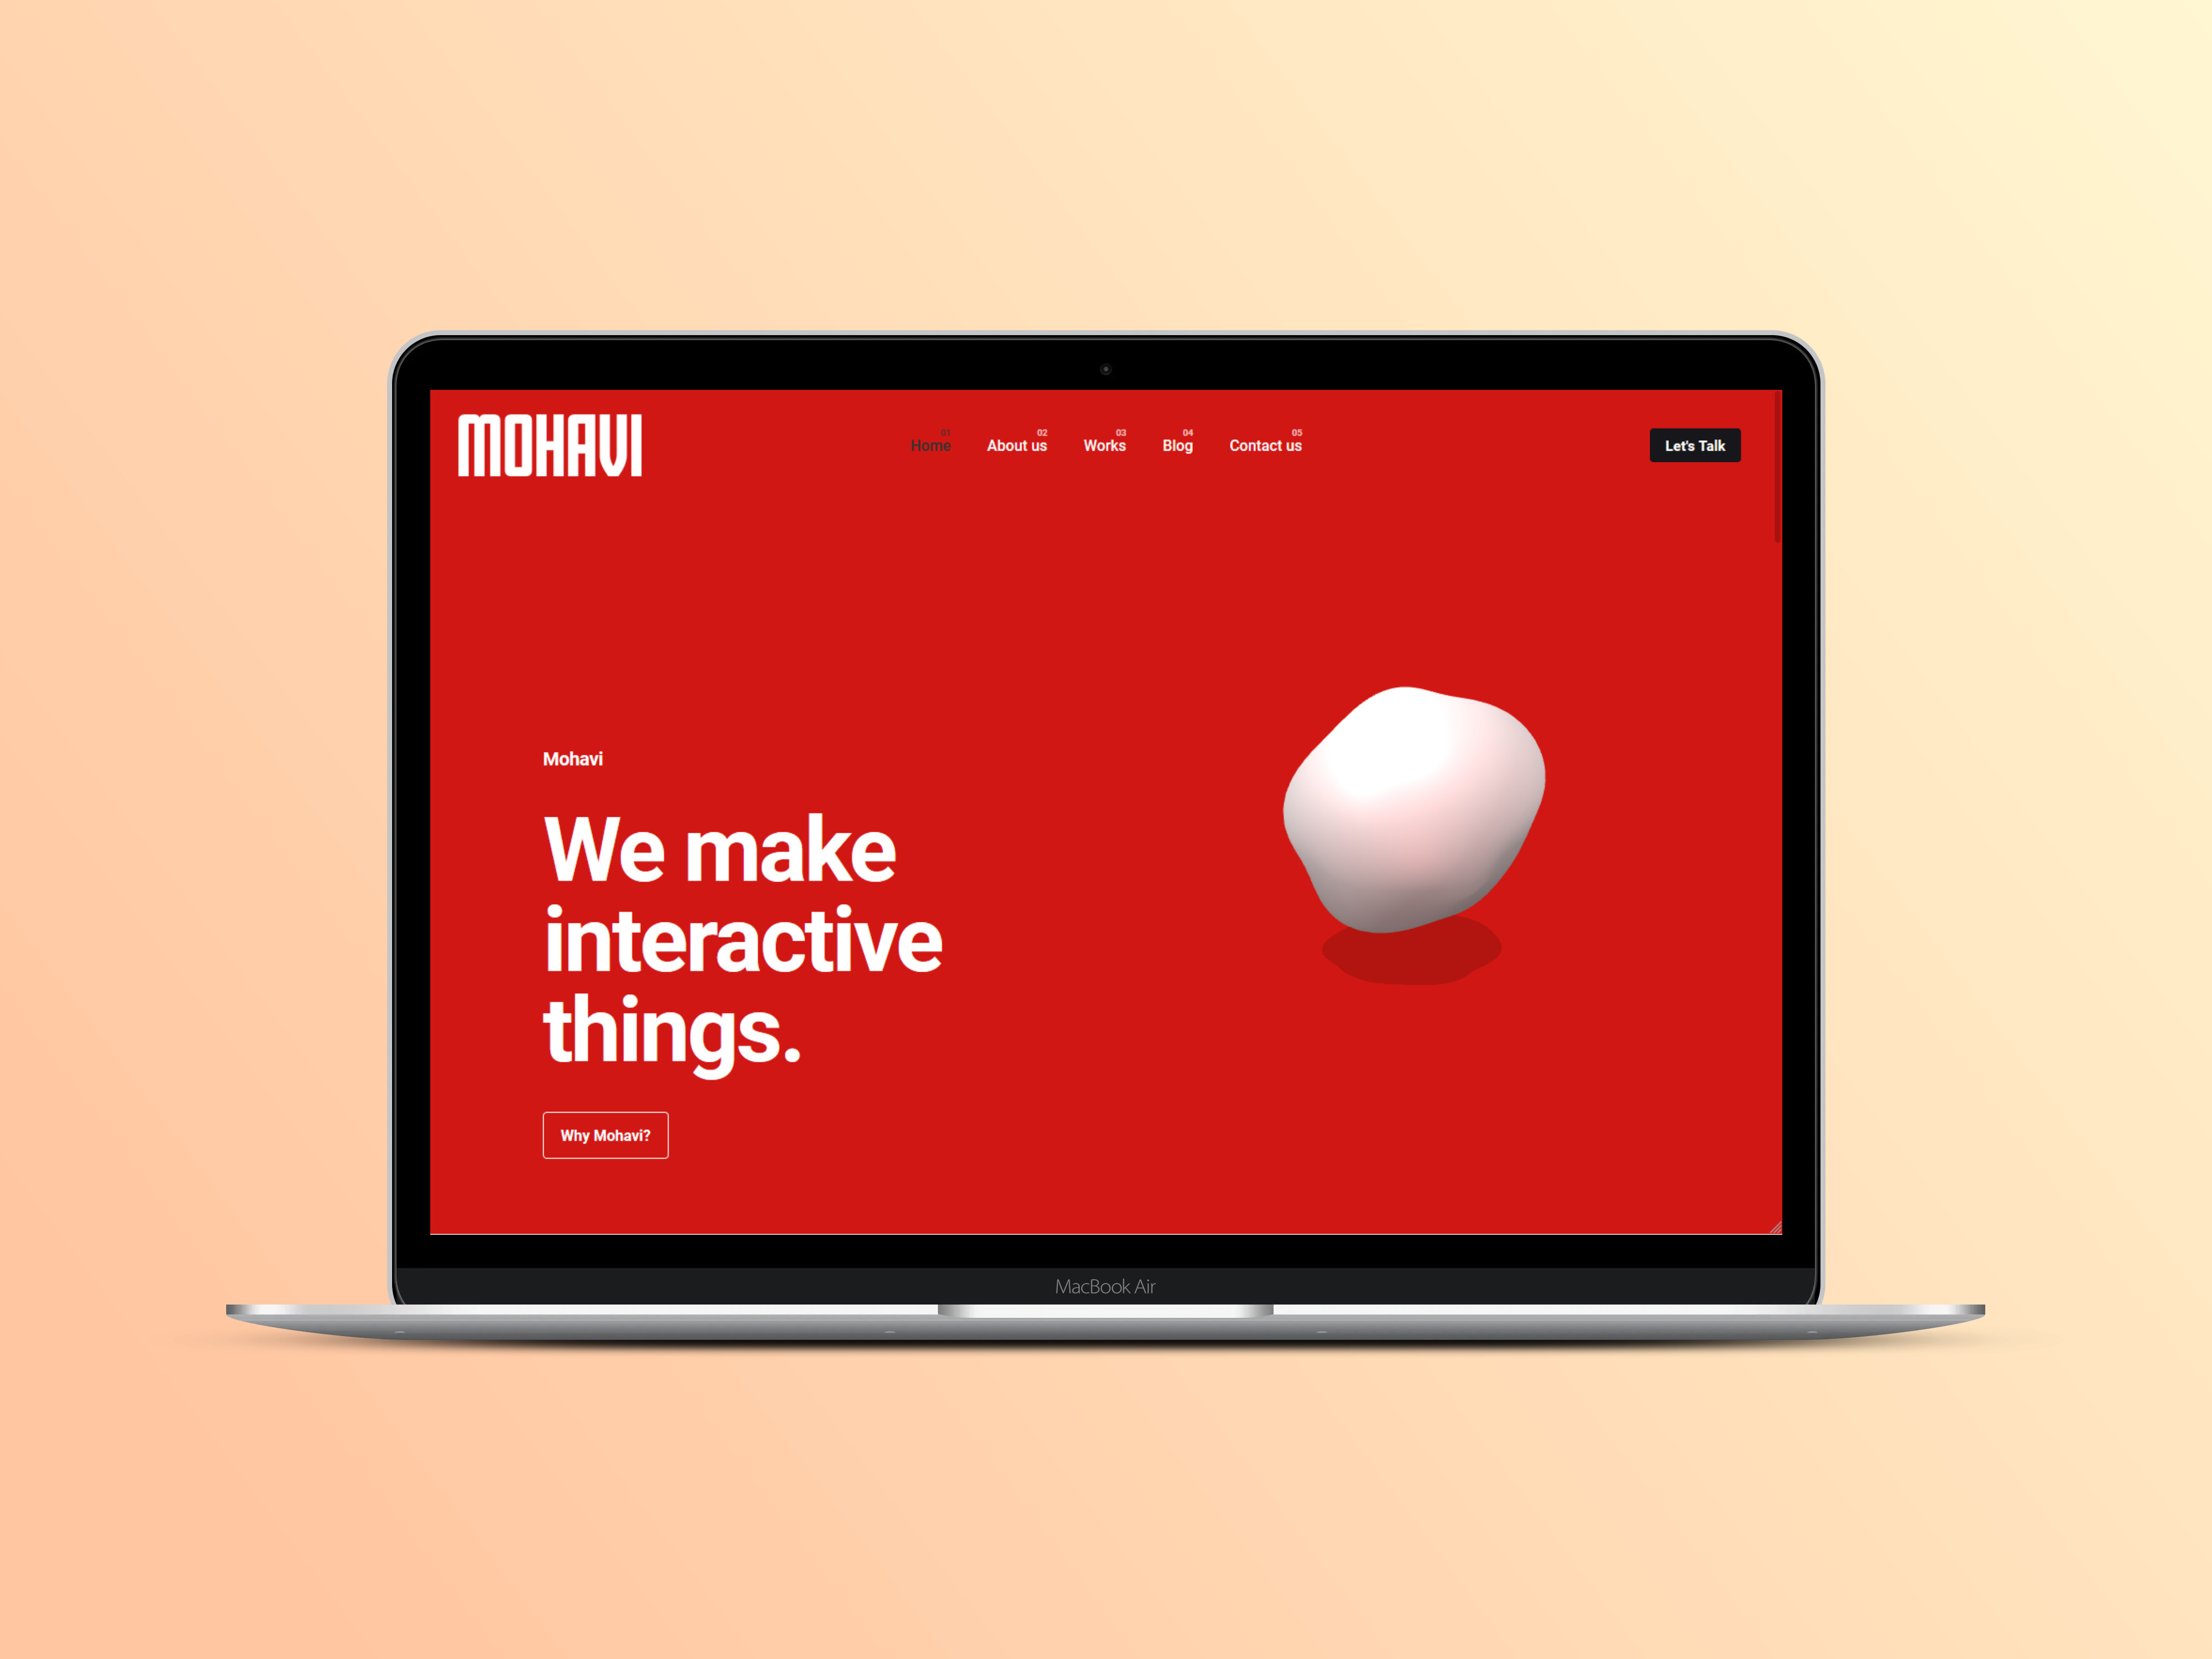 MOHAVI
01
Home
02
About us
03
Works
04
Blog
05
Contact us
Let's Talk
Mohavi
We make
interactive
things.
Why Mohavi?
MacBook Air